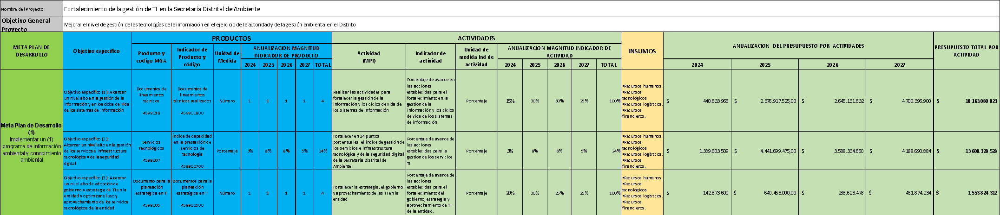 Nombre del Proyecto
Fortalecimiento de la gestión de TI en la Secretaría Distrital de Ambiente
Objetivo General
Proyecto
Mejorar el nivel de gestión de las tecnologías de la información en el ejercicio de la autoridad y de la gestión ambiental en el Distrito
META PLAN DE
DESARROLLO
Objetivo específico
PRODUCTOS
Producto y
código MGA
Indicador de
Producto y
código
Unidad de
Medida
ANUALIZACION MAGNITUD
INDICADOR DE PRODUCTO
2024 2025 2026 2027 TOTAL
ACTIVIDADES
Actividad
(MPI)
Indicador de
actividad
Unidad de
medida Ind de
actividad
ANUALIZACION MAGNITUD INDICADOR DE
ACTIVIDAD
2024 2025 2026 2027 TOTAL
INSUMOS
ANUALIZACION DEL PRESUPUESTO POR ACTIVIDADES
2024 2025 2026 2027
PRESUPUESTO TOTAL POR
ACTIVIDAD
Meta Plan de Desarrollo
(1)
Implementar un (1)
programa de información
ambiental y conocimiento
ambiental
Objetivo específico (1): Alcanzar
un nivel alto en la gestión de la
información y en los ciclos de vida
de los sistemas de información
Documentos de
lineamientos
técnicos
4599018
Documentos de
lineamientos
técnicos realizados
459901800
Número
1 1 1 1 4
Realizar las actividades para
fortalecer la gestión de la
información y los ciclos de vida de
los sistemas de información
Porcentaje de avance en
las acciones
establecidas para el
fortalecimiento en la
gestion de la
información y los ciclos
de vida de los sistemas
de información
Porcentaje
15% 30% 30% 25% 100%
•Recursos humanos.
•Recursos
tecnológicos
•Recursos logísticos.
•Recursos
financieros.
$ 440.633.966 $ 2.376.917.525,00 $ 2.645.131.632 $ 4.700.396.900 $ 10.163.080.023
Objetivo específico (2):
Alcanzar un nivel alto en la gestión
de los servicios e infraestructura
tecnológica y de la seguridad
digital
Servicios
Tecnológicos
4599007
Índice de capacidad
en la prestación de
servicios de
tecnología
459900700
Porcentaje
3% 8% 8% 5% 24%
Fortalecer en 24 puntos
porcentuales el índice de gestión de
los servicios e infraestructura
tecnológica y de la seguridad digital
de la Secretaría Distrital de
Ambiente
Porcentaje de avance de
las acciones
establecidas para la
gestión de los servicios
TI
Porcentaje
3% 8% 8% 5% 24%
•Recursos humanos.
•Recursos
tecnológicos
•Recursos logísticos.
•Recursos
financieros.
$ 1.389.603.509 $ 4.441.699.475,00 $ 3.588.334.660 $ 4.188.690.884 $ 13.608.328.528
Objetivo específico (3): Alcanzar
un nivel alto de adopción de
gobierno y estrategia de TI en la
entidad y optimizar el uso y
aprovechamiento de los servicios
tecnológicos de la entidad
Documento para la
planeación
estratégica en TI
4599005
Documentos para la
planeación
estratégica en TI
459900500
Número
1 1 1 1 4
Fortalecer la estrategia, el gobierno
y aprovechamiento de las TI en la
entidad
Porcentaje de avance de
las acciones
establecidas para el
fortalecimiento del
gobierno, estrategia y
aprovechamiento de TI
de la entidad.
Porcentaje
20% 30% 25% 25% 100%
•Recursos humanos.
•Recursos
tecnológicos
•Recursos logísticos.
•Recursos
financieros.
$ 142.873.600 $ 640.453.000,00 $ 288.623.478 $ 481.874.234 $ 1.553.824.312